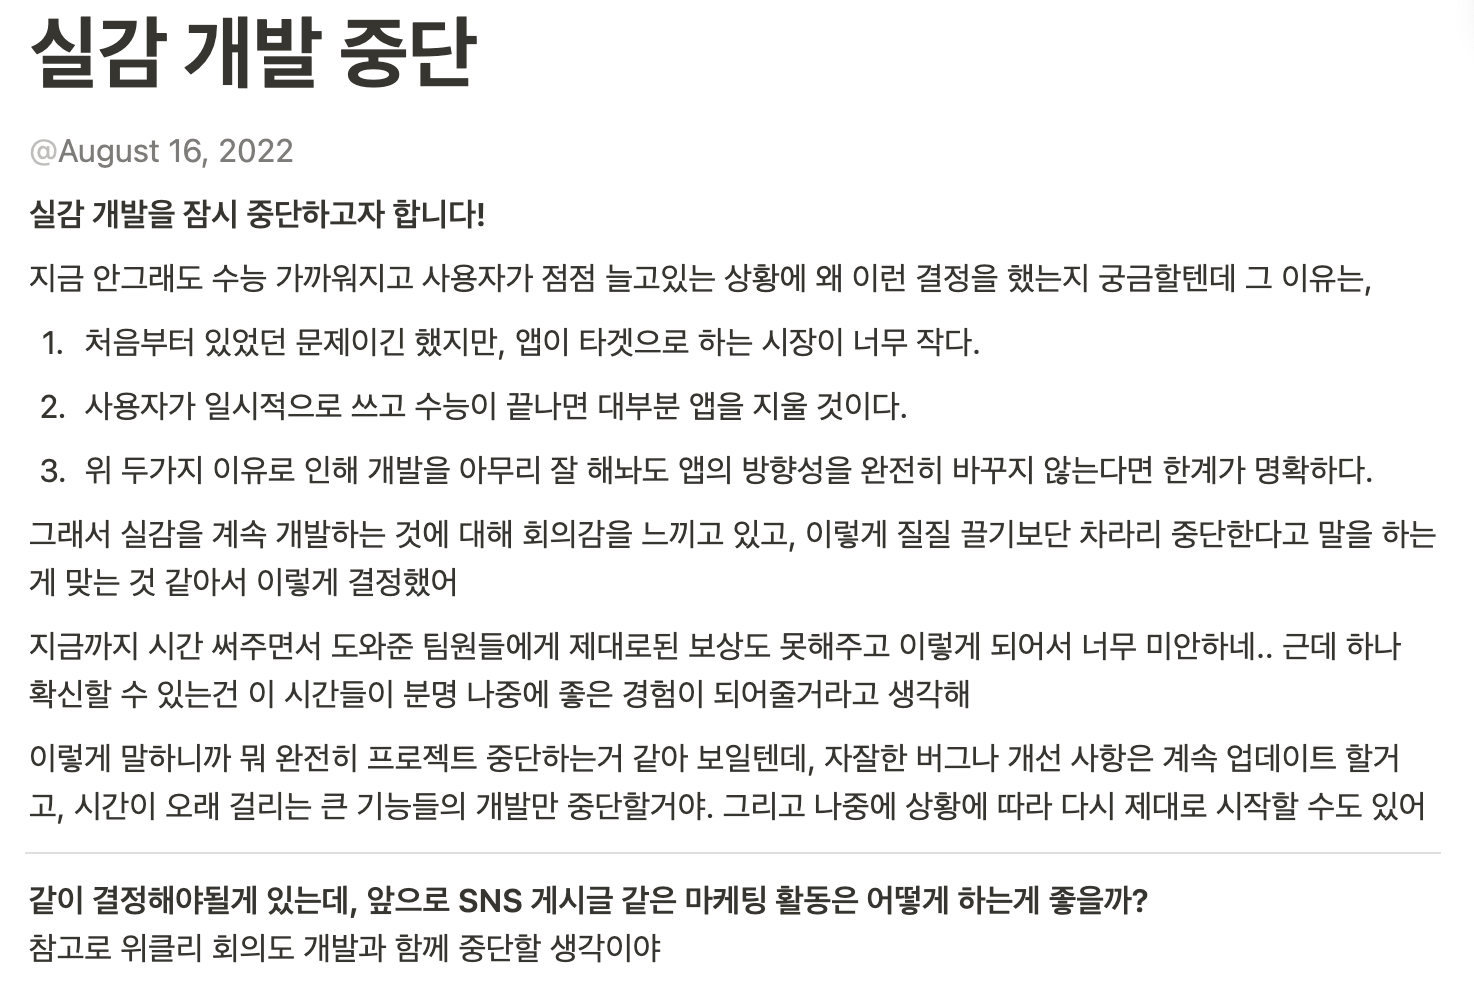 실감 개발 중단
@August 16, 2022
실감 개발을 잠시 중단하고자 합니다!
지금 안그래도 수능 가까워지고 사용자가 점점 늘고있는 상황에 왜 이런 결정을 했는지 궁금할텐데 그 이유는,
1. 처음부터 있었던 문제이긴 했지만, 앱이 타겟으로 하는 시장이 너무 작다.
2. 사용자가 일시적으로 쓰고 수능이 끝나면 대부분 앱을 지울 것이다.
3. 위 두가지 이유로 인해 개발을 아무리 잘 해놔도 앱의 방향성을 완전히 바꾸지 않는다면 한계가 명확하다.
그래서 실감을 계속 개발하는 것에 대해 회의감을 느끼고 있고, 이렇게 질질 끌기보단 차라리 중단한다고 말을 하는
게 맞는 것 같아서 이렇게 결정했어
지금까지 시간 써주면서 도와준 팀원들에게 제대로된 보상도 못해주고 이렇게 되어서 너무 미안하네.. 근데 하나
확신할 수 있는건 이 시간들이 분명 나중에 좋은 경험이 되어줄거라고 생각해
이렇게 말하니까 뭐 완전히 프로젝트 중단하는거 같아 보일텐데, 자잘한 버그나 개선 사항은 계속 업데이트 할거
고, 시간이 오래 걸리는 큰 기능들의 개발만 중단할거야. 그리고 나중에 상황에 따라 다시 제대로 시작할 수도 있어
같이 결정해야될게 있는데, 앞으로 SNS 게시글 같은 마케팅 활동은 어떻게 하는게 좋을까?
참고로 위클리 회의도 개발과 함께 중단할 생각이야